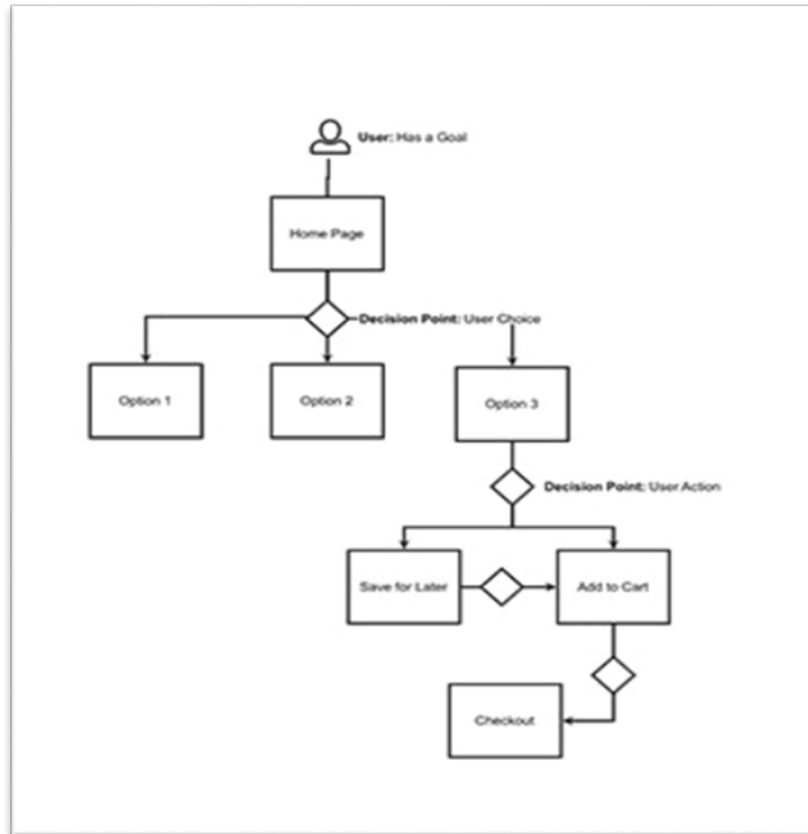 User: Has a Goal
Home Page
Decision Point: User Choice
Option 1
Option 2
Option 3
Decision Point: User Action
Save for Later
Add to Cart
Checkout